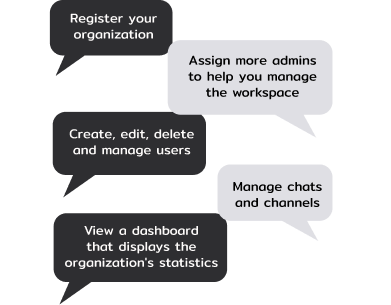 Register your
organization
Assign more admins
to help you manage
the workspace
Create, edit, delete
and manage users
Manage chats
and channels
View a dashboard
that displays the
organization's statistics